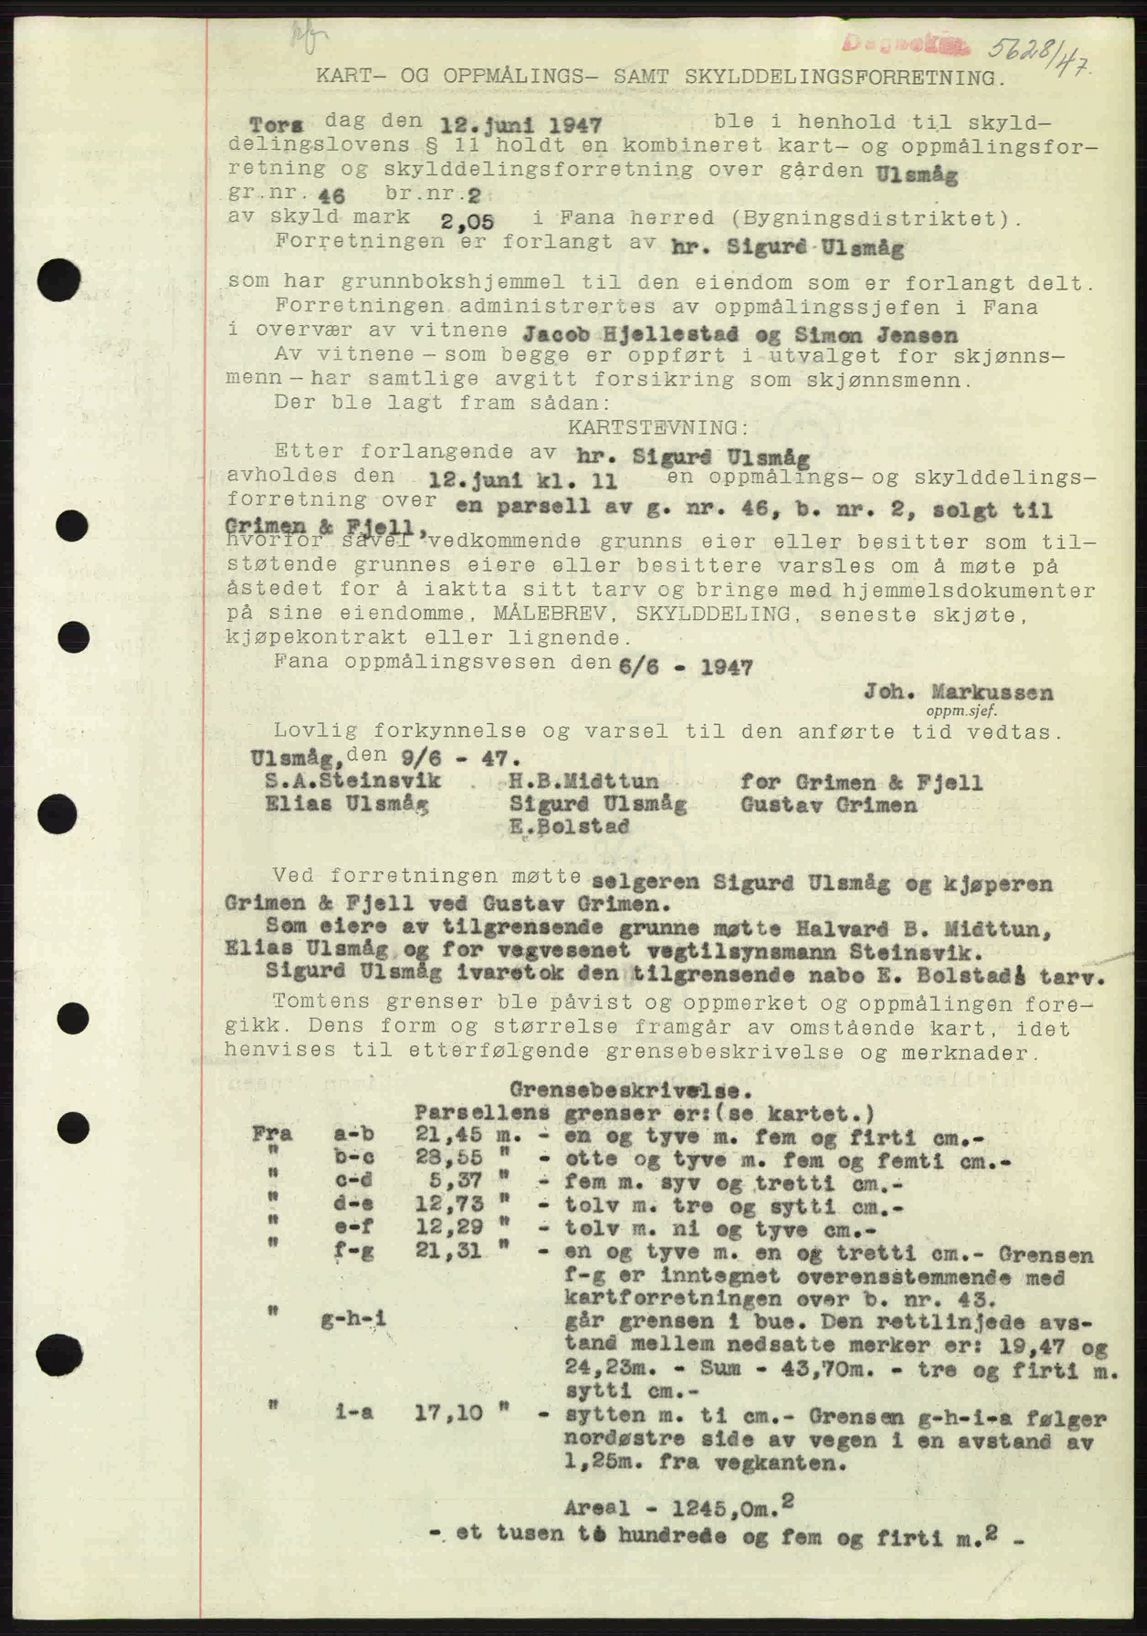 Dagbok 5628/47.
KART- OG OPPMÅLINGS- SAMT SKYLDDELINGSFORRETNING.
Tors dag den 12.juni 1947 ble i henhold til skyld-
delingslovens § 11 holdt en kombineret kart- og oppmålingsfor-
retning og skylddelingsforretning over gården Ulsmåg
gr.nr. 46 br.nr.2
av skyld mark 2,05 i Fana herred (Bygningsdistriktet).
Forretningen er forlangt av hr. Sigurd Ulsmåg
som har grunnbokshjemmel til den eiendom som er forlangt delt.
Forretningen administrertes av oppmålingssjefen i Fana
i overvær av vitnene Jacob Hjellestad og Simon Jensen
Av vitnene – som begge er oppført i utvalget for skjønns-
menn – har samtlige avgitt forsikring som skjønnsmenn.
Der ble lagt fram sådan:
KARTSTEVNING:
Etter forlangende av hr. Sigurd Ulsmåg
avholdes den 12.juni kl. 11 en oppmålings- og skylddelings-
forretning over en parsell av g. nr. 46, b. nr. 2, solgt til
Grimen & Fjell,
hvorfor såvel vedkommende grunns eier eller besitter som til-
støtende grunnes eiere eller besittere varsles om å møte på
åstedet for å iaktta sitt tarv og bringe med hjemmelsdokumenter
på sine eiendomme, MÅLEBREV, SKYLDDELING, seneste skjøte,
kjøpekontrakt eller lignende.
Fana oppmålingsvesen den 6/6 - 1947
Joh. Markussen
oppm.sjef.
Lovlig forkynnelse og varsel til den anførte tid vedtas.
Ulsmåg, den 9/6 - 47.
S.A.Steinsvik H.B.Midttun for Grimen & Fjell
Elias Ulsmåg Sigurd Ulsmåg Gustav Grimen
E.Bolstad
Ved forretningen møtte selgeren Sigurd Ulsmåg og kjøperen
Grimen & Fjell ved Gustav Grimen.
Som eiere av tilgrensende grunne møtte Halvard B. Midttun,
Elias Ulsmåg og for vegvesenet vegtilsynsmann Steinsvik.
Sigurd Ulsmåg ivaretok den tilgrensende nabo E. Bolstads tarv.
Tomtens grenser ble påvist og oppmerket og oppmålingen fore-
gikk. Dens form og størrelse framgår av omstående kart, idet
henvises til etterfølgende grensebeskrivelse og merknader.
Grensebeskrivelse.
Parsellens grenser er:(se kartet.)
Fra a-b 21,45 m. - en og tyve m. fem og firti cm.-
" b-c 28,55 " - otte og tyve m. fem og femti cm.-
" c-d 5,37 " - fem m. syv og tretti cm.-
" d-e 12,73 " - tolv m. tre og sytti cm.-
" e-f 12,29 " - tolv m. ni og tyve cm.-
" f-g 21,31 " - en og tyve m. en og tretti cm.- Grensen
f-g er inntegnet overensstemmende med
kartforretningen over b. nr. 43.
" g-h-i går grensen i bue. Den rettlinjede avs-
tand mellem nedsatte merker er: 19,47 og
24,23m. - Sum - 43,70m. - tre og firti m.
sytti cm.-
" i-a 17,10 " - sytten m. ti cm.- Grensen g-h-i-a følger
nordøstre side av vegen i en avstand av
1,25m. fra vegkanten.
Areal - 1245,0m.2
- et tusen to hundrede og fem og firti m.2 -